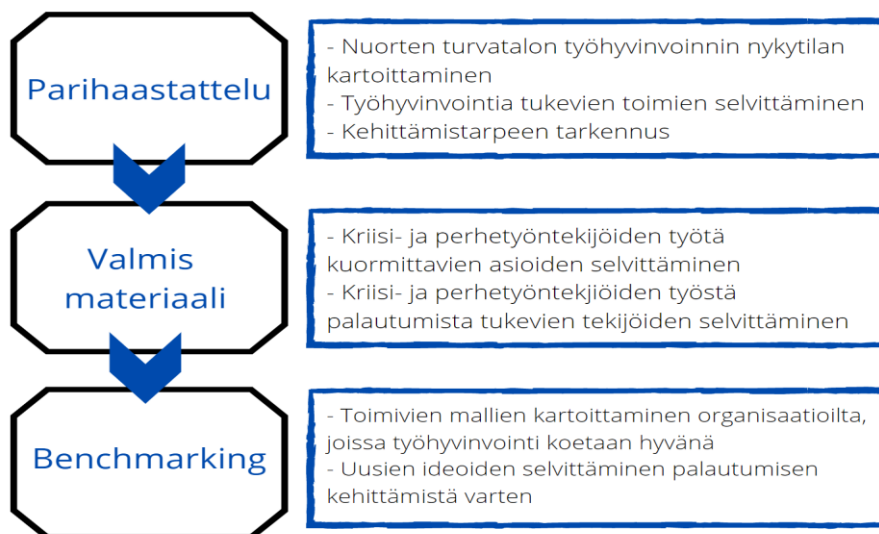 Parihaastattelu
- Nuorten turvatalon työhyvinvoinnin nykytilan
kartoittaminen
- Työhyvinvointia tukevien toimien selvittäminen
- Kehittämistarpeen tarkennus
Valmis
materiaali
- Kriisi- ja perhetyöntekijöiden työtä
kuormittavien asioiden selvittäminen
- Kriisi- ja perhetyöntekjiöiden työstä
palautumista tukevien tekijöiden selvittäminen
Benchmarking
- Toimivien mallien kartoittaminen organisaatioilta,
joissa työhyvinvointi koetaan hyvänä
- Uusien ideoiden selvittäminen palautumisen
kehittämistä varten